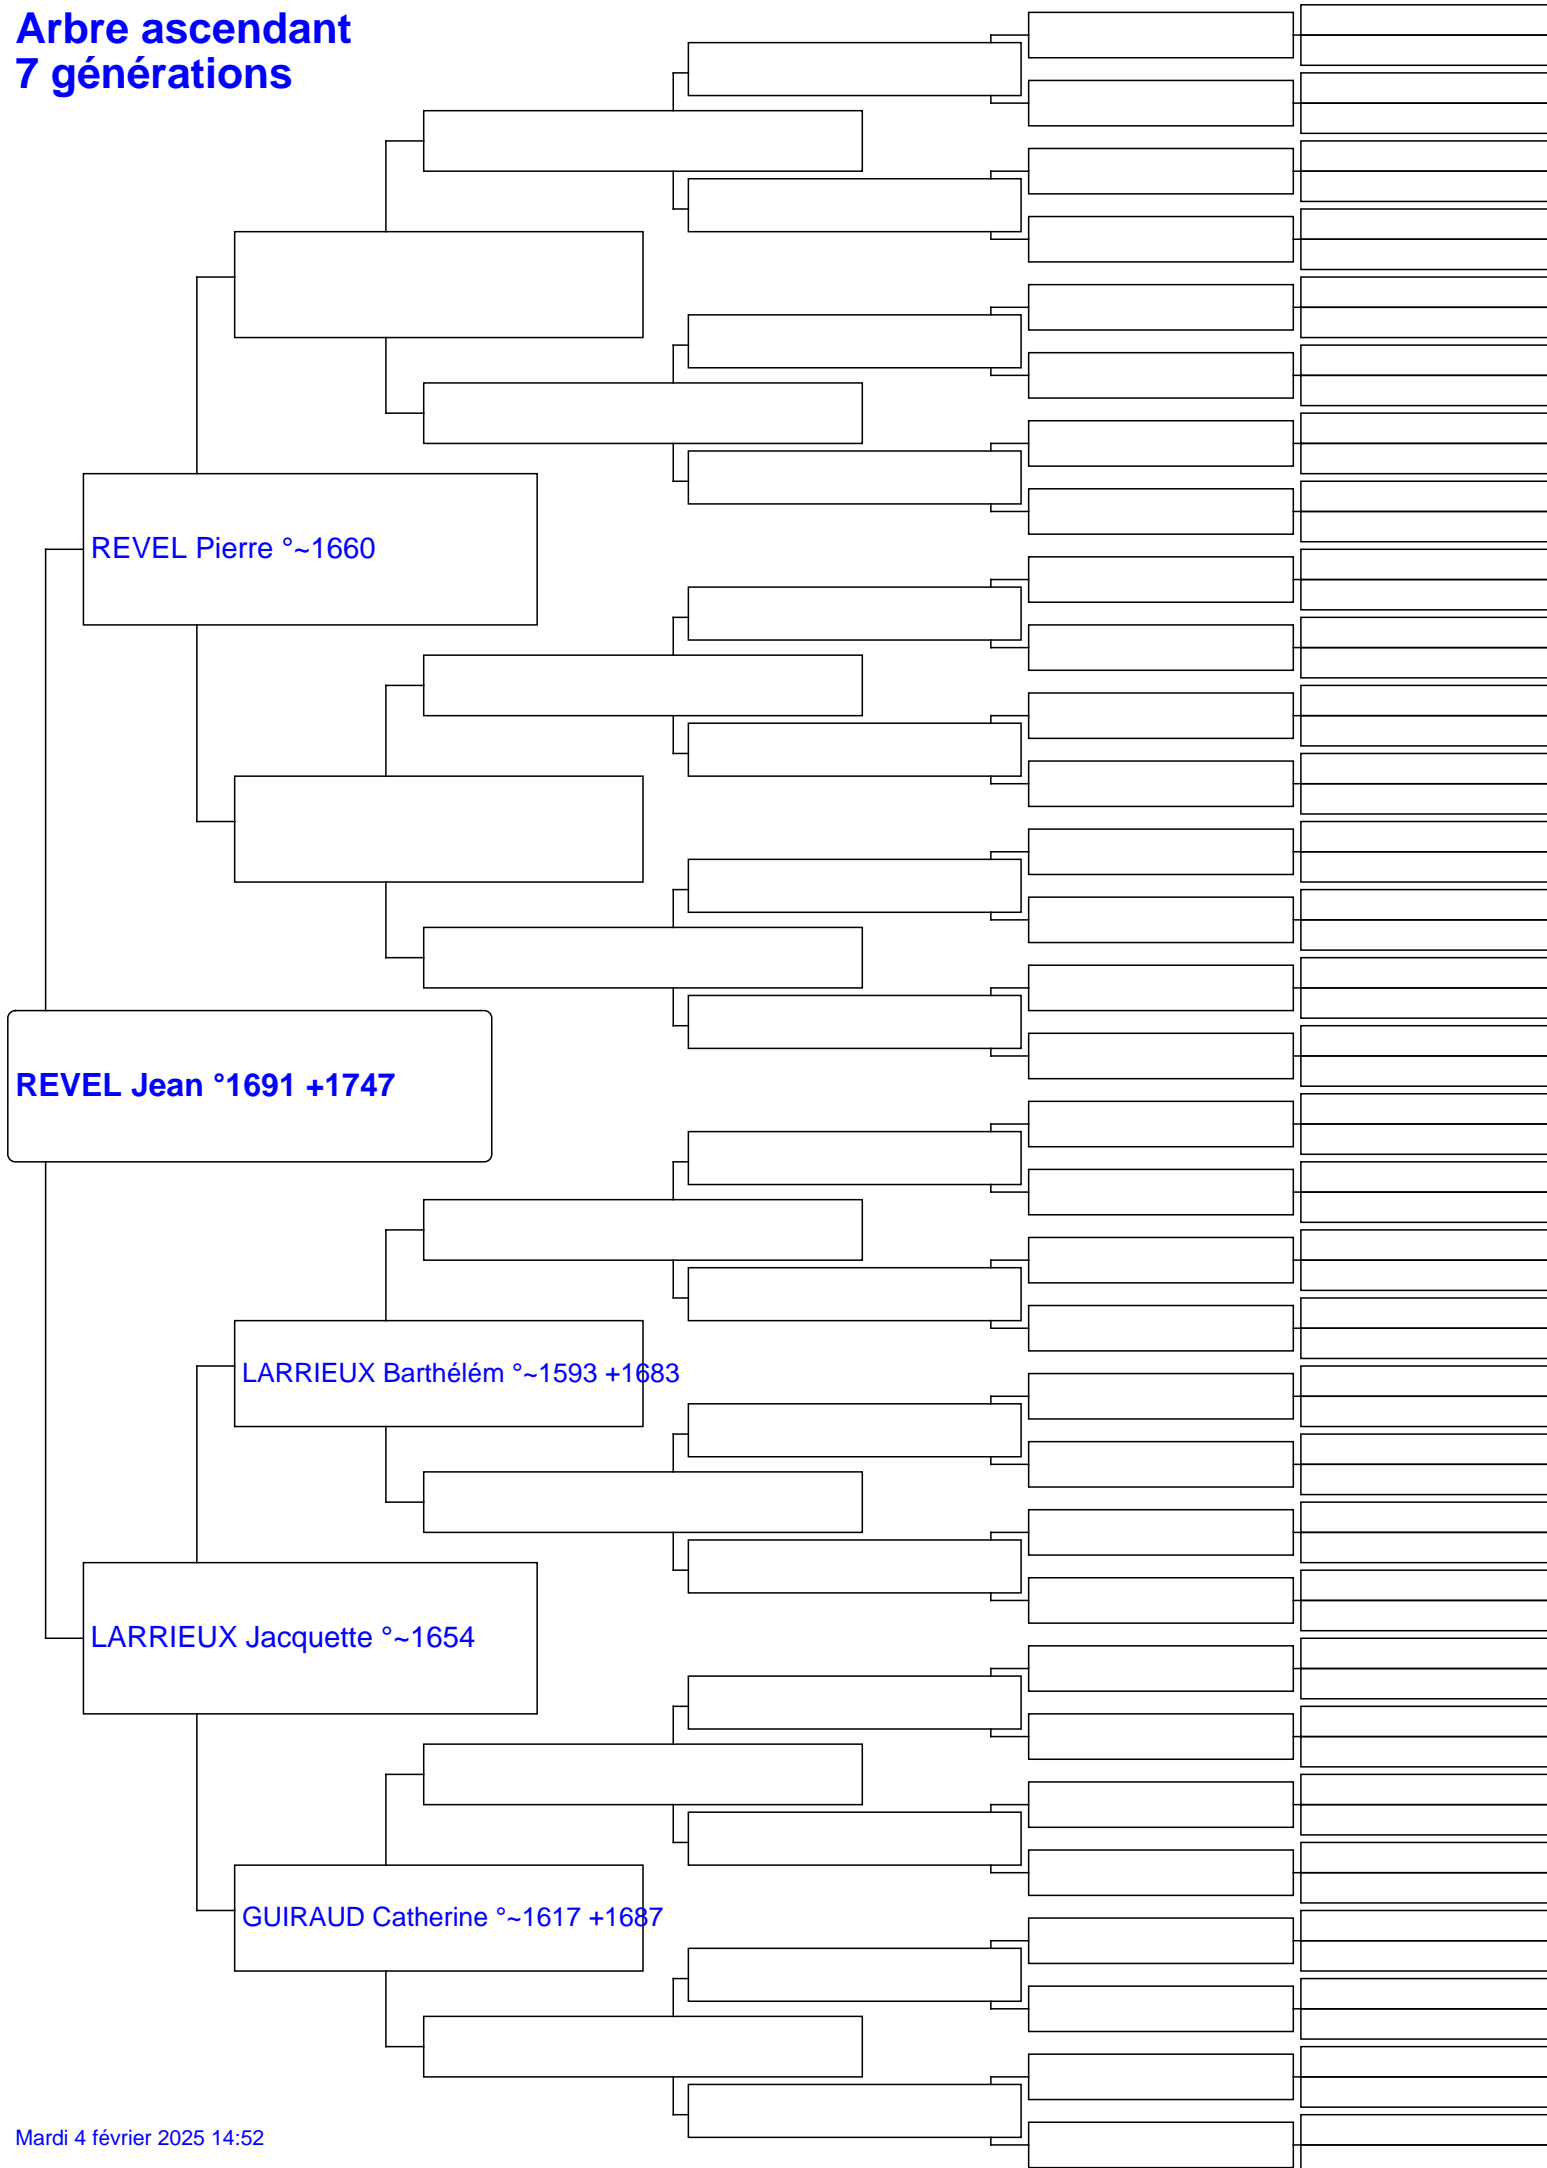 Arbre ascendant
7 générations
REVEL Pierre °~1660
REVEL Jean °1691 +1747
LARRIEUX Barthélém °~1593 +1683
LARRIEUX Jacquette °~1654
GUIRAUD Catherine °~1617 +1687
Mardi 4 février 2025 14:52